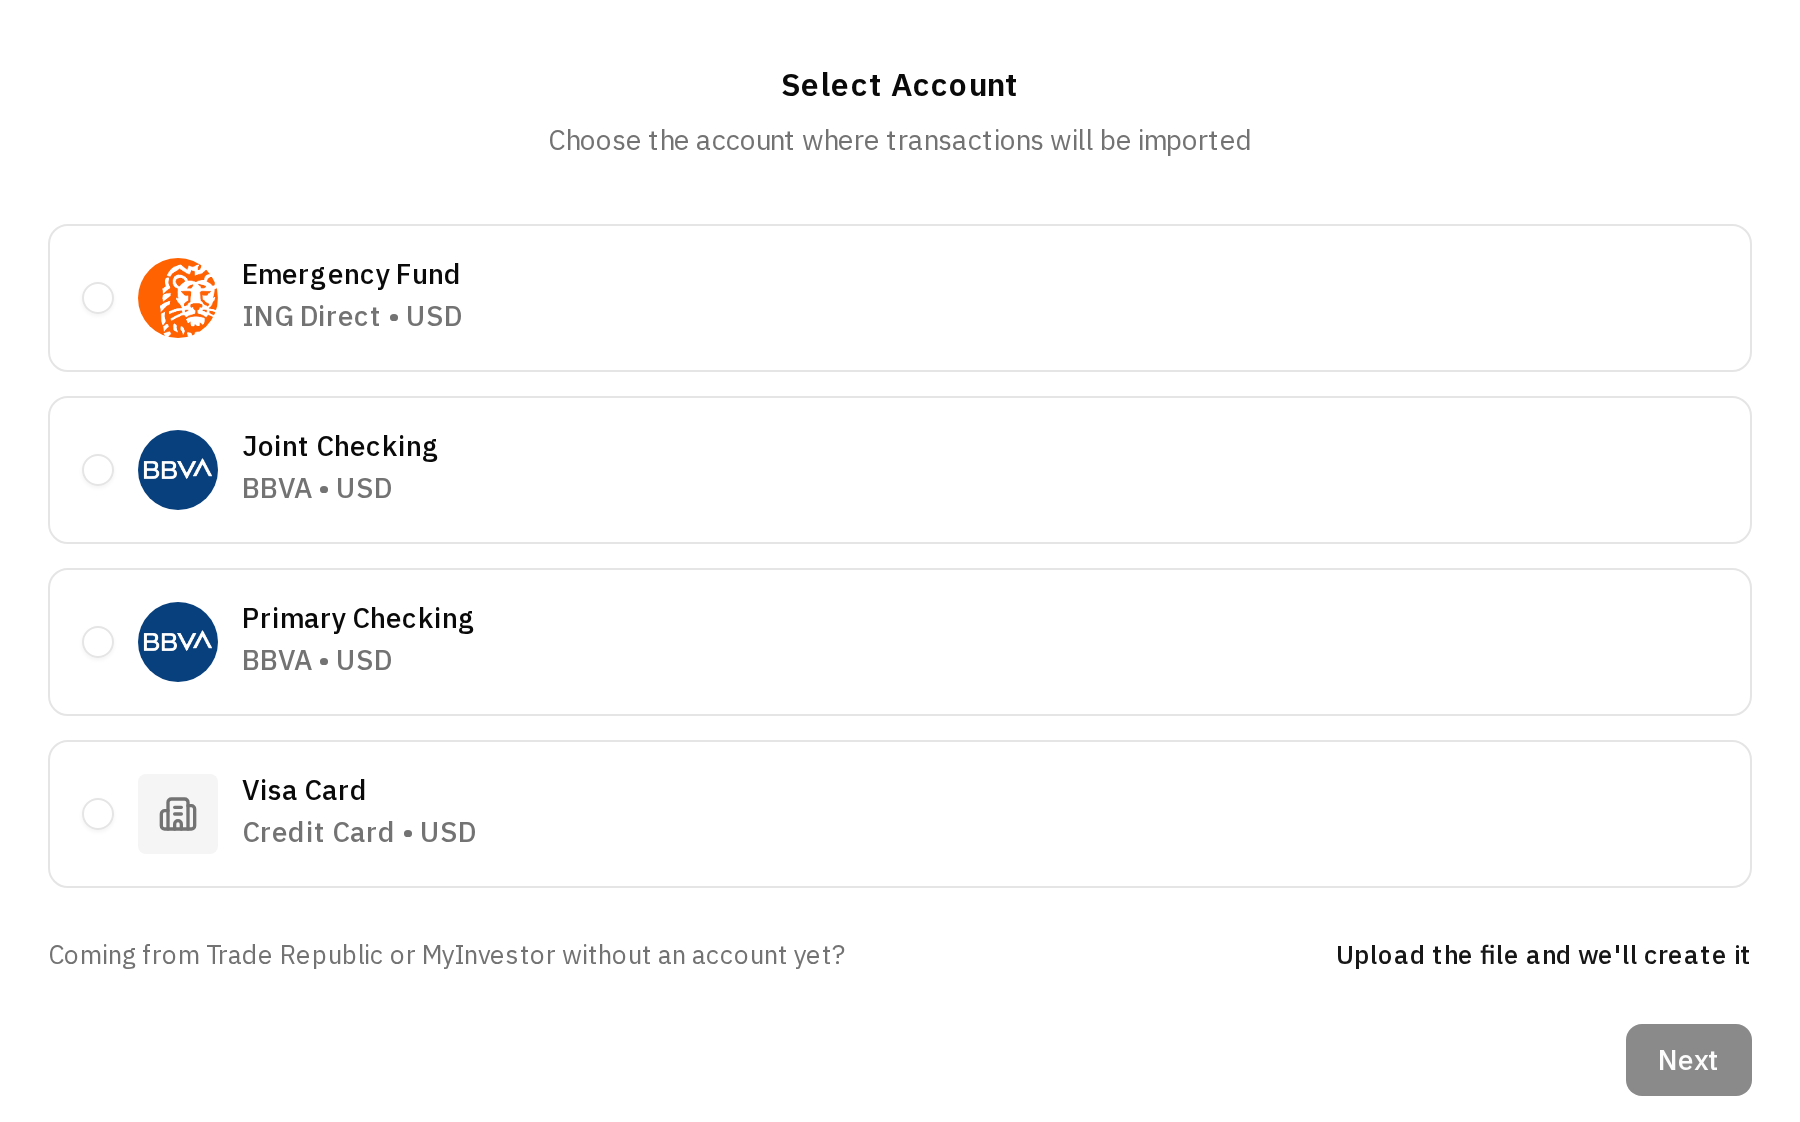 Select Account
Choose the account where transactions will be imported
Emergency Fund
ING Direct • USD
BBVA
Joint Checking
BBVA • USD
BBVA
Primary Checking
BBVA • USD
Visa Card
Credit Card • USD
Coming from Trade Republic or MyInvestor without an account yet?
Upload the file and we'll create it
Next